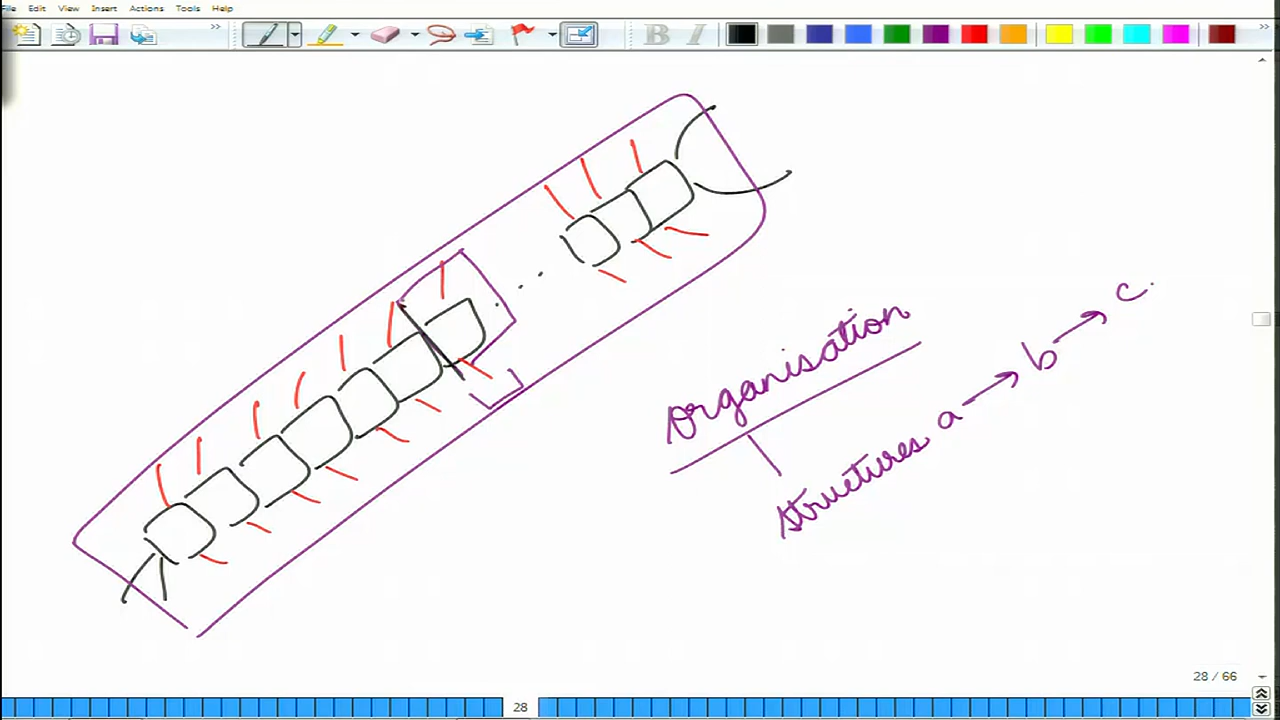 File Edit View Insert Actions Tools Help
B I
organisation
structures a → b → c.
28 / 66
28